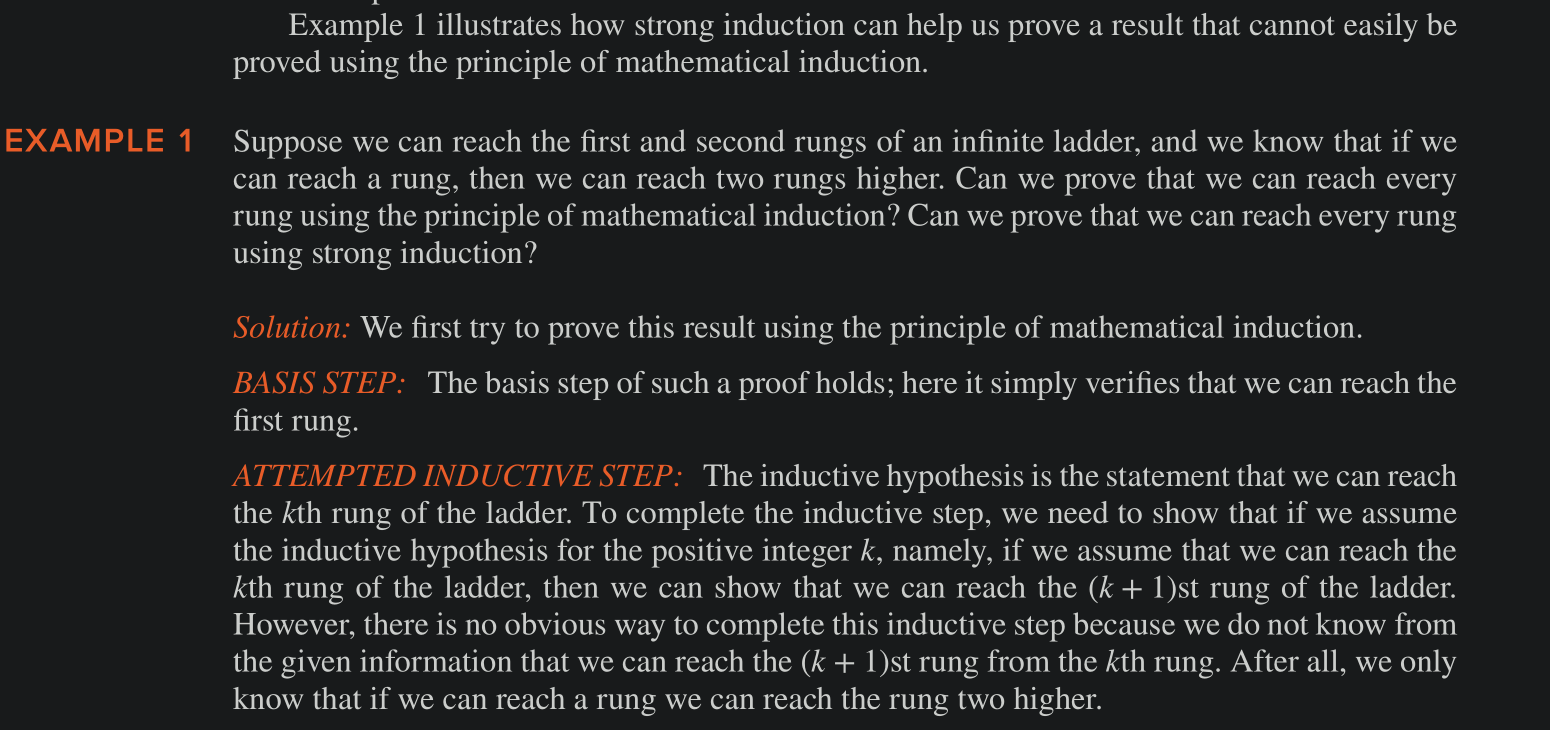 Example 1 illustrates how strong induction can help us prove a result that cannot easily be
proved using the principle of mathematical induction.
EXAMPLE 1 Suppose we can reach the first and second rungs of an infinite ladder, and we know that if we
can reach a rung, then we can reach two rungs higher. Can we prove that we can reach every
rung using the principle of mathematical induction? Can we prove that we can reach every rung
using strong induction?
Solution: We first try to prove this result using the principle of mathematical induction.
BASIS STEP: The basis step of such a proof holds; here it simply verifies that we can reach the
first rung.
ATTEMPTED INDUCTIVE STEP: The inductive hypothesis is the statement that we can reach
the kth rung of the ladder. To complete the inductive step, we need to show that if we assume
the inductive hypothesis for the positive integer k, namely, if we assume that we can reach the
kth rung of the ladder, then we can show that we can reach the (k + 1)st rung of the ladder.
However, there is no obvious way to complete this inductive step because we do not know from
the given information that we can reach the (k + 1)st rung from the kth rung. After all, we only
know that if we can reach a rung we can reach the rung two higher.